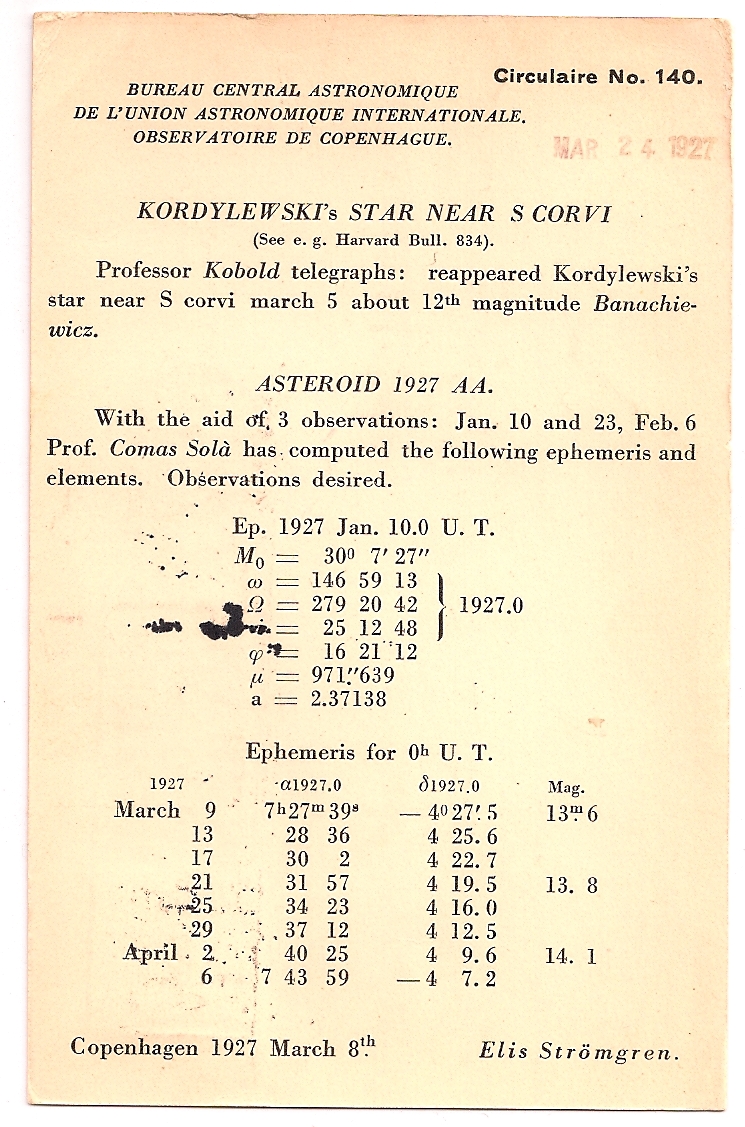 Circulaire No. 140.
BUREAU CENTRAL ASTRONOMIQUE
DE L'UNION ASTRONOMIQUE INTERNATIONALE.
OBSERVATOIRE DE COPENHAGUE.
MAR 24 1927
KORDYLEWSKI's STAR NEAR S CORVI
(See e. g. Harvard Bull. 834).
Professor Kobold telegraphs: reappeared Kordylewski's
star near S corvi march 5 about 12th magnitude Banachie-
wicz.
ASTEROID 1927 AA.
With the aid of 3 observations: Jan. 10 and 23, Feb. 6
Prof. Comas Solà has computed the following ephemeris and
elements. Observations desired.
Ep. 1927 Jan. 10.0 U. T.
M₀ = 30⁰ 7′ 27″
ω = 146 59 13
Ω = 279 20 42 } 1927.0
= 25 12 48
φ = 16 21 12
μ = 971″.639
a = 2.37138
Ephemeris for 0h U. T.
1927 α1927.0 δ1927.0 Mag.
March 9 7h27m39s — 4⁰27′.5 13m.6
13 28 36 4 25.6
17 30 2 4 22.7
21 31 57 4 19.5 13. 8
25 34 23 4 16.0
29 37 12 4 12.5
April 2 40 25 4 9.6 14. 1
6 7 43 59 — 4 7.2
Copenhagen 1927 March 8th. Elis Strömgren.